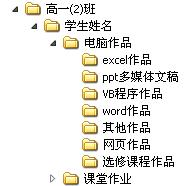 高一(2)班
学生姓名
电脑作品
excel作品
ppt多媒体文稿
VB程序作品
word作品
其他作品
网页作品
选修课程作品
课堂作业